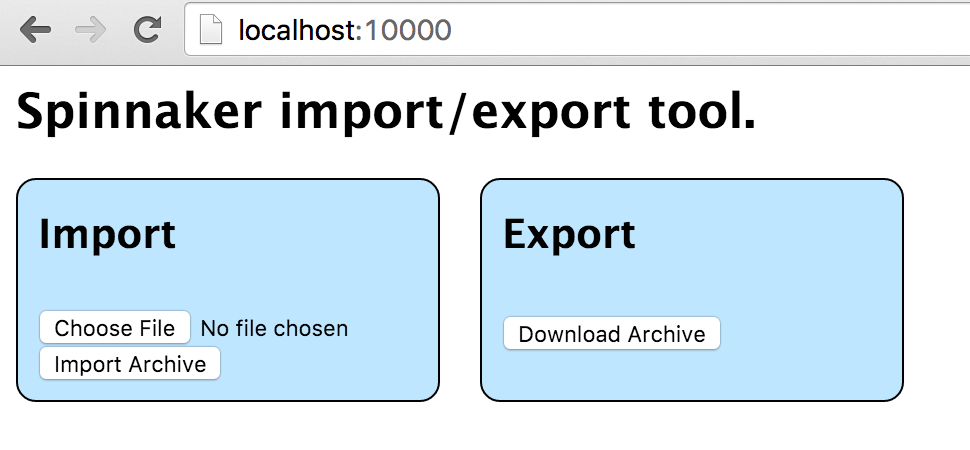 localhost:10000
Spinnaker import/export tool.
Import
Choose File No file chosen
Import Archive
Export
Download Archive